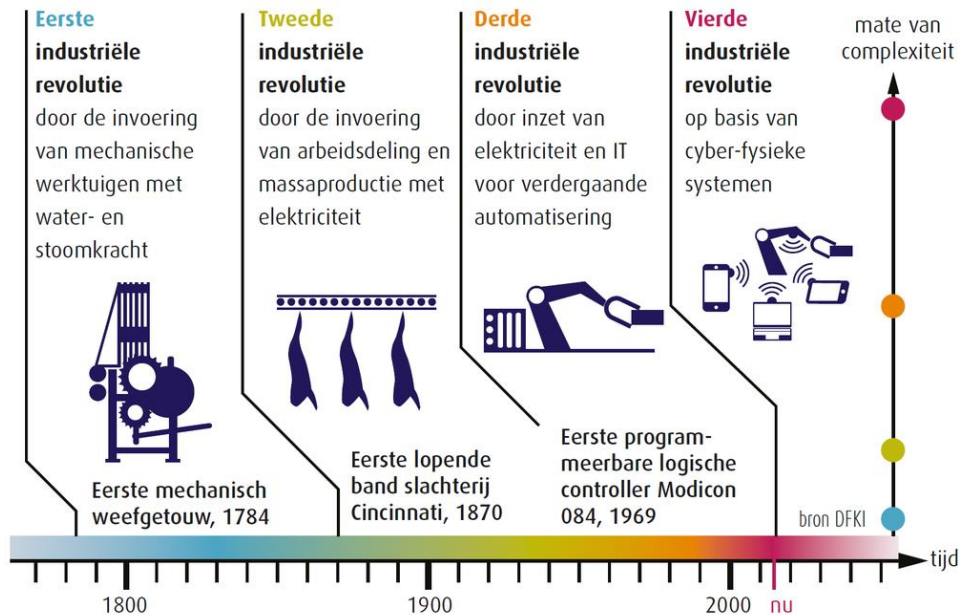 Eerste
industriële
revolutie
door de invoering
van mechanische
werktuigen met
water- en
stoomkracht
Tweede
industriële
revolutie
door de invoering
van arbeidsdeling en
massaproductie met
elektriciteit
Derde
industriële
revolutie
door inzet van
elektriciteit en IT
voor verdergaande
automatisering
Vierde
industriële
revolutie
op basis van
cyber-fysieke
systemen
mate van
complexiteit
Eerste mechanisch
weefgetouw, 1784
Eerste lopende
band slachterij
Cincinnati, 1870
Eerste program-
meerbare logische
controller Modicon
084, 1969
bron DFKI
tijd
1800
1900
2000
nu